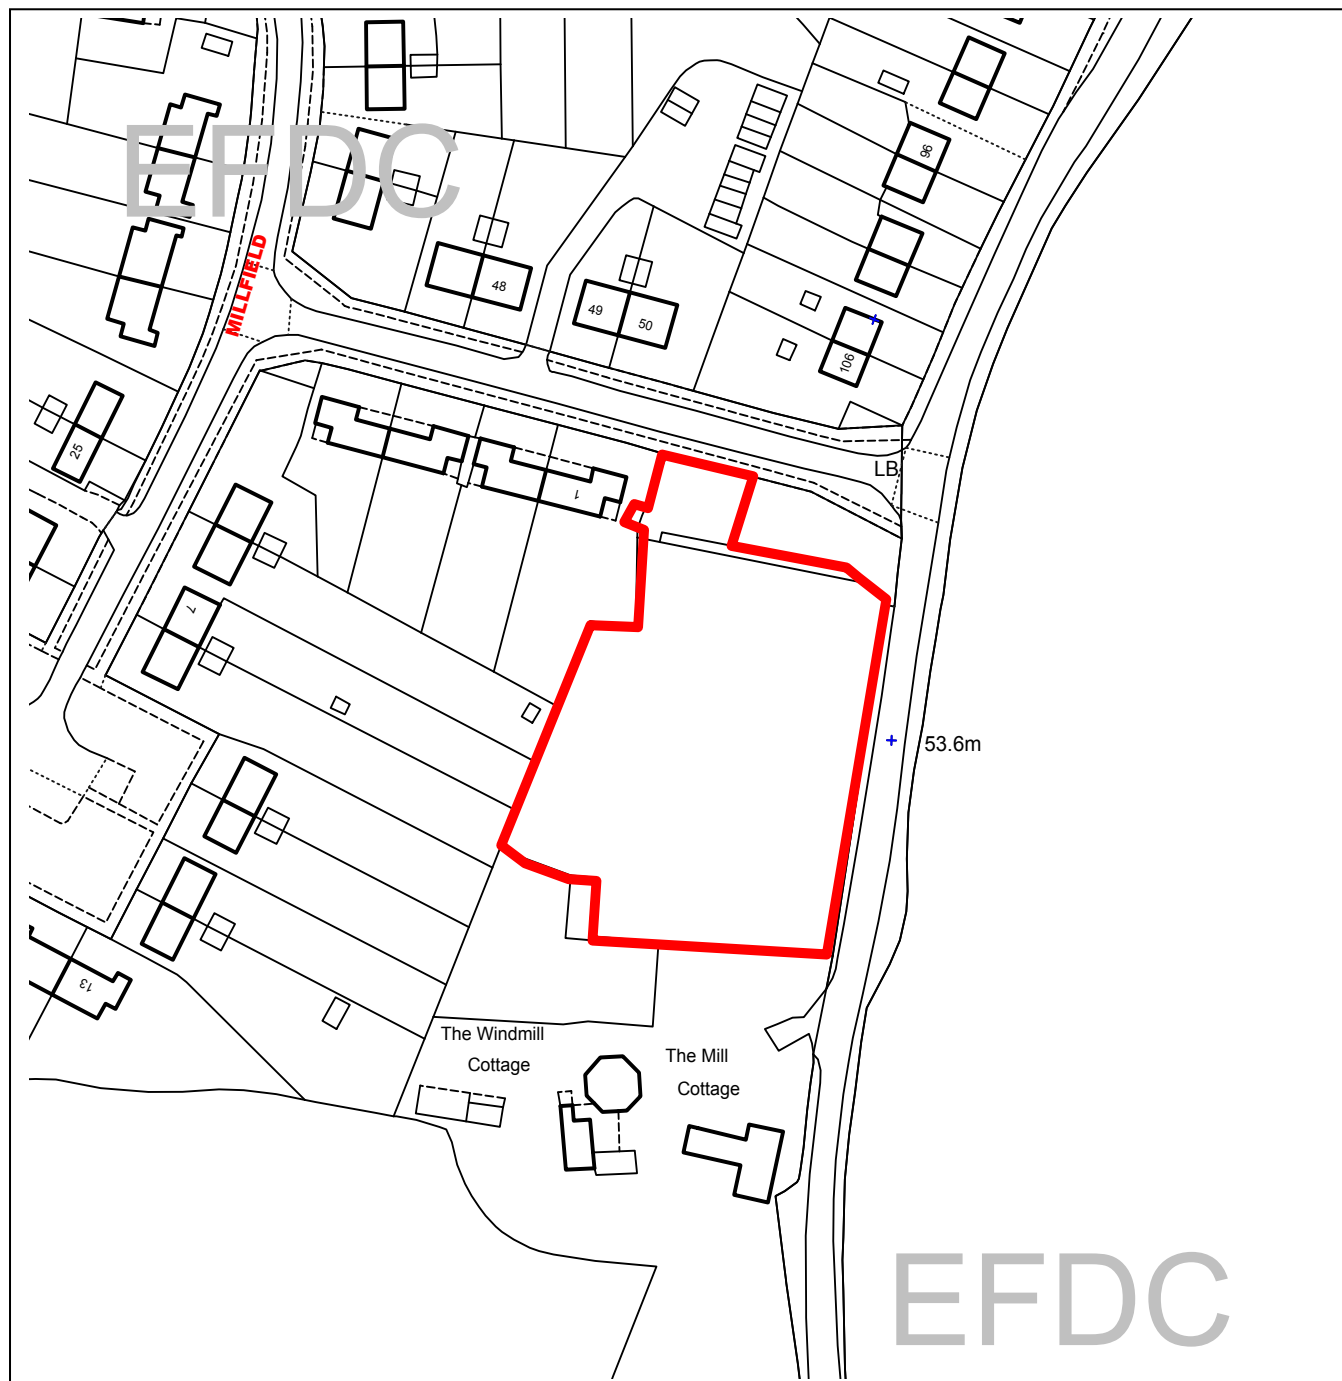 EFDC
96
MILLFIELD
48
49
50
106
25
LB
1
7
53.6m
13
The Windmill
Cottage
The Mill
Cottage
EFDC